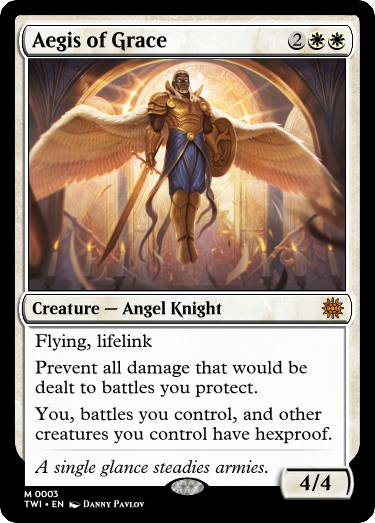 Aegis of Grace 2
Creature — Angel Knight
Flying, lifelink
Prevent all damage that would be
dealt to battles you protect.
You, battles you control, and other
creatures you control have hexproof.
A single glance steadies armies.
4/4
M 0003
TWI • EN Danny Pavlov